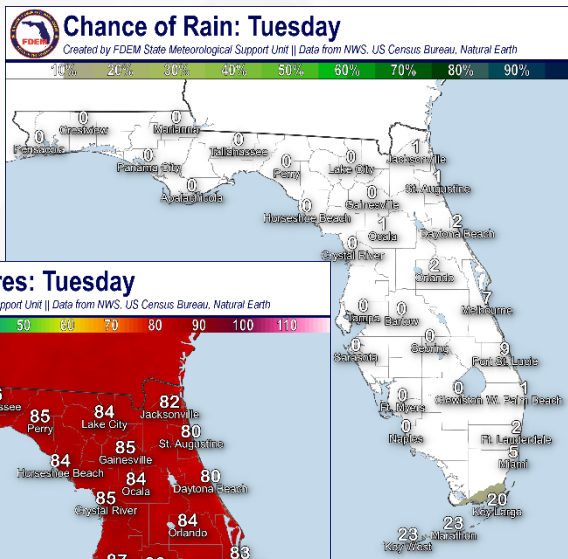 FDEM
Chance of Rain: Tuesday
Created by FDEM State Meteorological Support Unit || Data from NWS, US Census Bureau, Natural Earth
10% 20% 30% 40% 50% 60% 70% 80% 90%
0
Crestview
0
Marianna
0
Pensacola
0
Panama City
0
Tallahassee
0
Perry
0
Lake City
1
Jacksonville
0
Apalachicola
0
Horseshoe Beach
0
Gainesville
1
St. Augustine
1
Ocala
2
Daytona Beach
0
Crystal River
2
Orlando
7
Melbourne
0
Tampa
0
Bartow
0
Sarasota
0
Sebring
9
Port St. Lucie
0
Ft. Myers
0
Clewiston
1
W. Palm Beach
0
Naples
2
Ft. Lauderdale
5
Miami
20
Key Largo
23
Marathon
23
Key West
res: Tuesday
pport Unit || Data from NWS, US Census Bureau, Natural Earth
50 60 70 80 90 100 110
ssee
85
Perry
84
Lake City
82
Jacksonville
80
St. Augustine
84
Horseshoe Beach
85
Gainesville
84
Ocala
80
Daytona Beach
85
Crystal River
84
Orlando
87
83